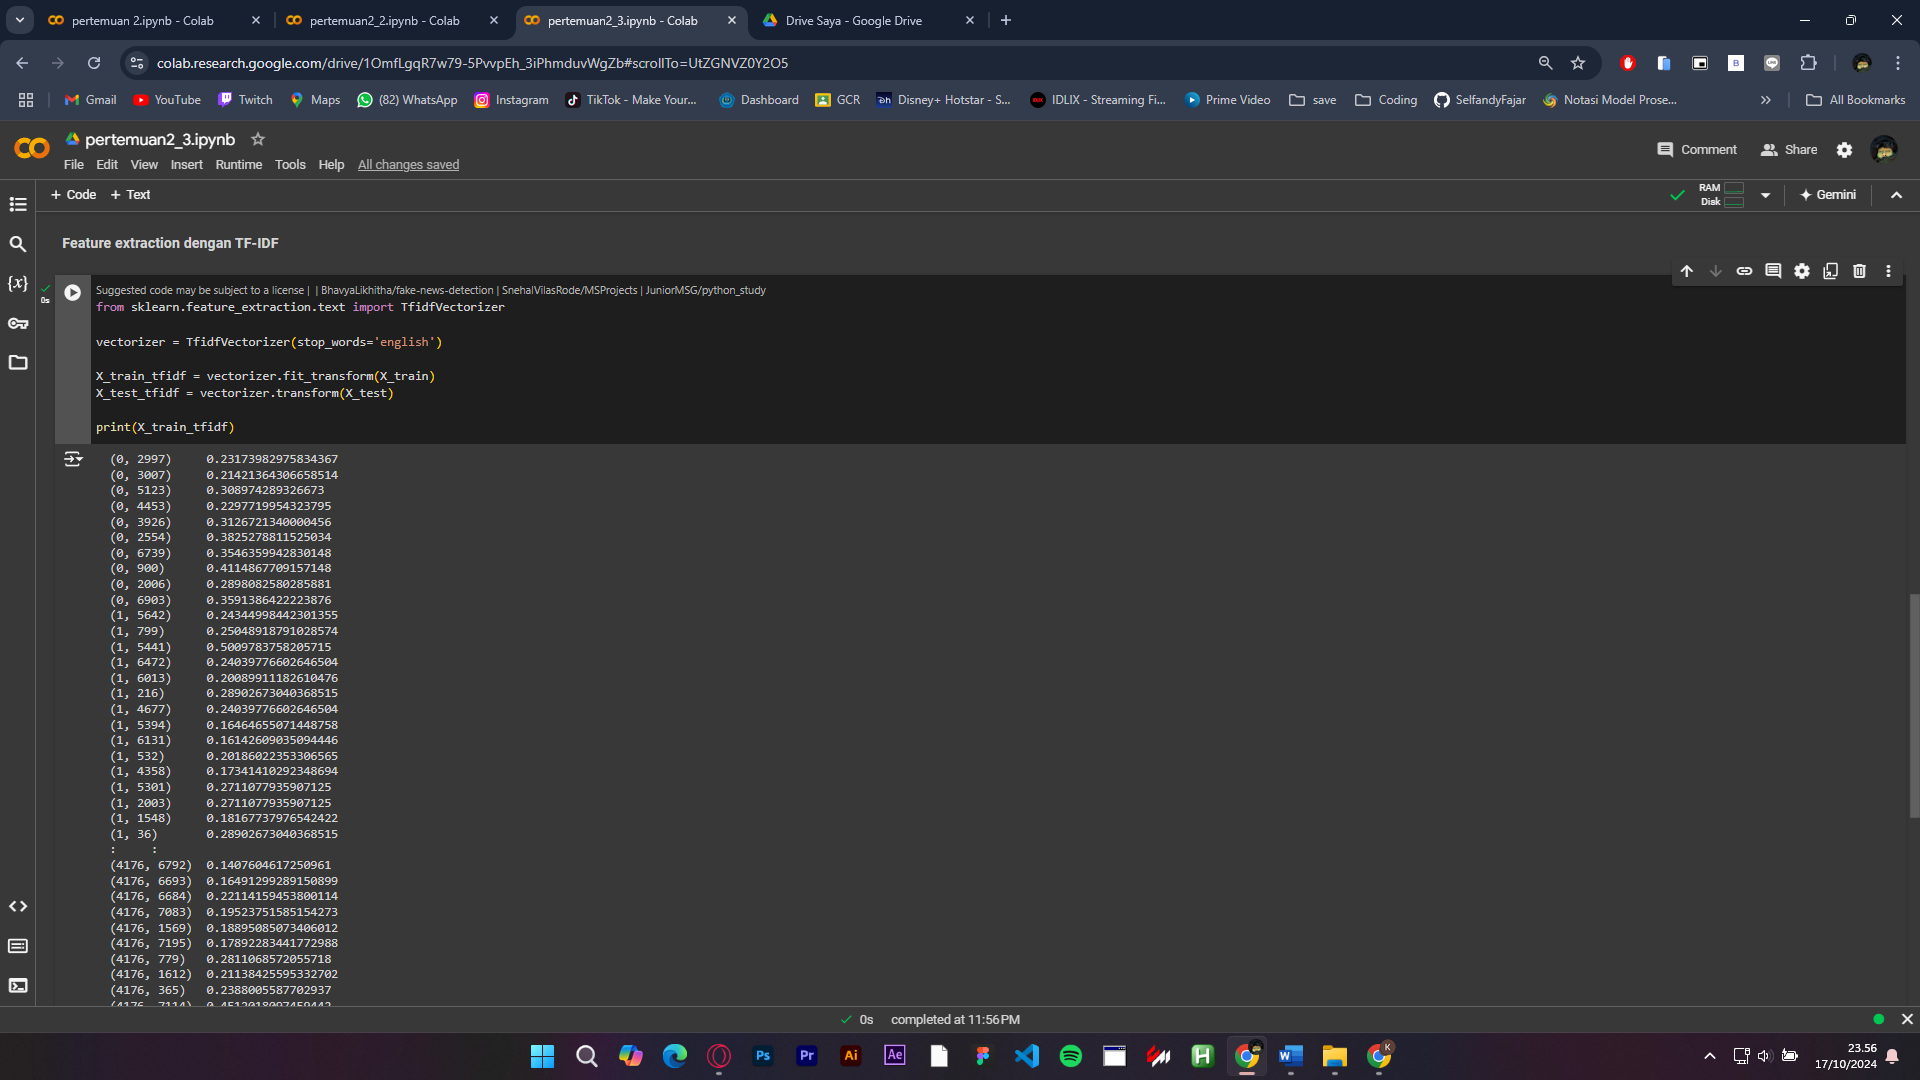 pertemuan 2.ipynb - Colab
pertemuan2_2.ipynb - Colab
pertemuan2_3.ipynb - Colab
Drive Saya - Google Drive
colab.research.google.com/drive/1OmfLgqR7w79-5PvvpEh_3iPhmduvWgZb#scrollTo=UtZGNVZ0Y2O5
Gmail
YouTube
Twitch
Maps
(82) WhatsApp
Instagram
TikTok - Make Your...
Dashboard
GCR
Disney+ Hotstar - S...
IDLIX - Streaming Fi...
Prime Video
save
Coding
SelfandyFajar
Notasi Model Prose...
All Bookmarks
pertemuan2_3.ipynb
File Edit View Insert Runtime Tools Help All changes saved
Comment
Share
+ Code + Text
RAM
Disk
Gemini
Feature extraction dengan TF-IDF
0s
Suggested code may be subject to a license | | BhavyaLikhitha/fake-news-detection | SnehalVilasRode/MSProjects | JuniorMSG/python_study
from sklearn.feature_extraction.text import TfidfVectorizer
vectorizer = TfidfVectorizer(stop_words='english')
X_train_tfidf = vectorizer.fit_transform(X_train)
X_test_tfidf = vectorizer.transform(X_test)
print(X_train_tfidf)
(0, 2997) 0.23173982975834367
(0, 3007) 0.21421364306658514
(0, 5123) 0.308974289326673
(0, 4453) 0.2297719954323795
(0, 3926) 0.3126721340000456
(0, 2554) 0.3825278811525034
(0, 6739) 0.3546359942830148
(0, 900) 0.4114867709157148
(0, 2006) 0.2898082580285881
(0, 6903) 0.3591386422223876
(1, 5642) 0.24344998442301355
(1, 799) 0.25048918791028574
(1, 5441) 0.5009783758205715
(1, 6472) 0.24039776602646504
(1, 6013) 0.20089911182610476
(1, 216) 0.28902673040368515
(1, 4677) 0.24039776602646504
(1, 5394) 0.16464655071448758
(1, 6131) 0.16142609035094446
(1, 532) 0.20186022353306565
(1, 4358) 0.17341410292348694
(1, 5301) 0.2711077935907125
(1, 2003) 0.2711077935907125
(1, 1548) 0.18167737976542422
(1, 36) 0.28902673040368515
: :
(4176, 6792) 0.1407604617250961
(4176, 6693) 0.16491299289150899
(4176, 6684) 0.22114159453800114
(4176, 7083) 0.19523751585154273
(4176, 1569) 0.18895085073406012
(4176, 7195) 0.17892283441772988
(4176, 779) 0.2811068572055718
(4176, 1612) 0.21138425595332702
(4176, 365) 0.2388005587702937
(4176, 7114) 0.4512018097459442
0s completed at 11:56 PM
23.56
17/10/2024